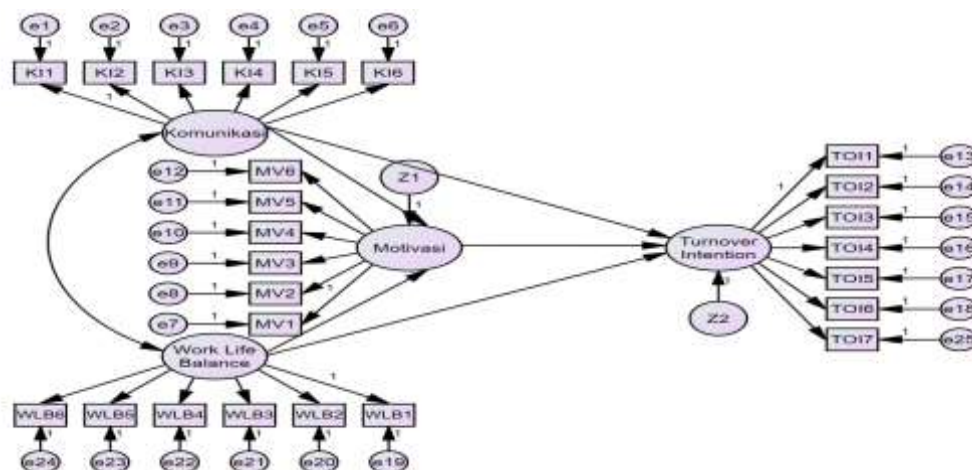 e1 e2 e3 e4 e5 e6
1 1 1 1 1 1
KI1 KI2 KI3 KI4 KI5 KI6
1
Komunikasi
e12 1 MV6
e11 1 MV5
e10 1 MV4
e9 1 MV3
e8 1 MV2
e7 1 MV1
1
Z1
1
Motivasi
TOI1 1 e13
TOI2 1 e14
TOI3 1 e15
TOI4 1 e16
TOI5 1 e17
TOI6 1 e18
TOI7 1 e25
1
Turnover
Intention
Z2
Work Life
Balance
1
WLB6 WLB5 WLB4 WLB3 WLB2 WLB1
1 1 1 1 1 1
e24 e23 e22 e21 e20 e19